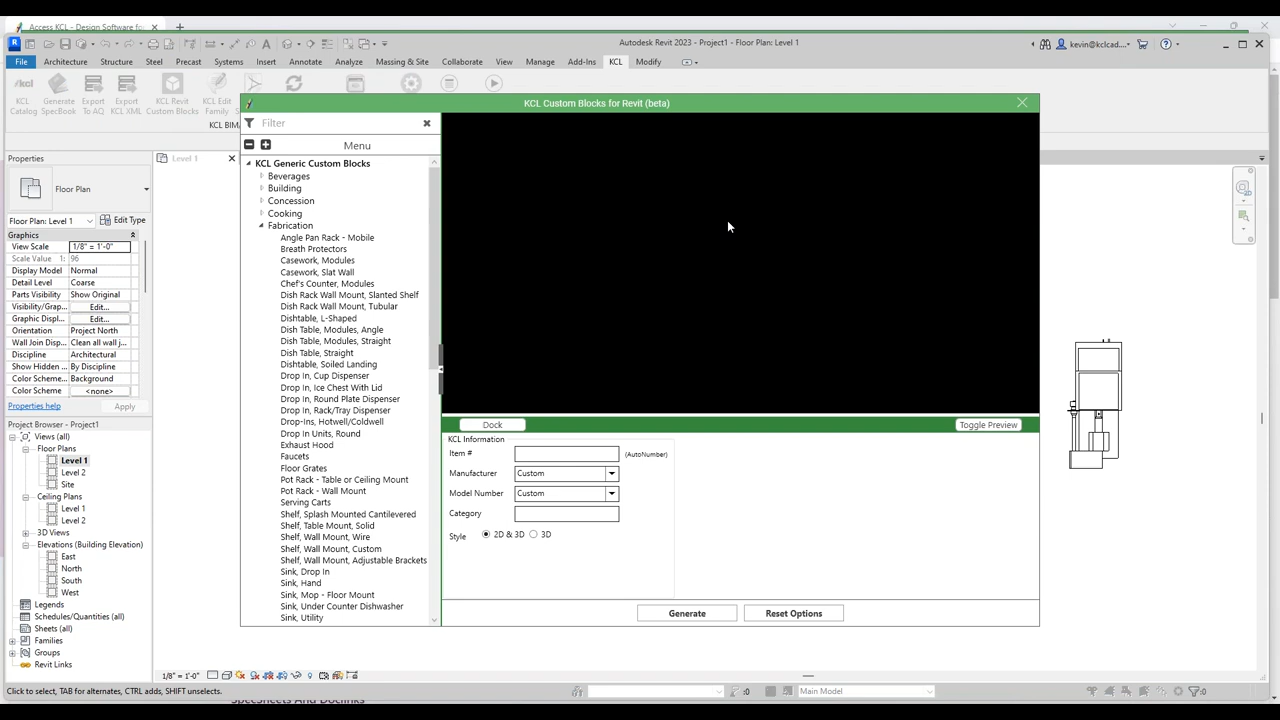 Access KCL - Design Software fo
Autodesk Revit 2023 - Project1 - Floor Plan: Level 1
kevin@kclcad....
File Architecture Structure Steel Precast Systems Insert Annotate Analyze Massing & Site Collaborate View Manage Add-Ins KCL Modify
KCL Catalog
Generate SpecBook
Export To AQ
Export KCL XML
KCL Revit Custom Blocks
KCL Edit Family
KCL BIM
KCL Custom Blocks for Revit (beta)
Filter
Menu
KCL Generic Custom Blocks
Beverages
Building
Concession
Cooking
Fabrication
Angle Pan Rack - Mobile
Breath Protectors
Casework, Modules
Casework, Slat Wall
Chef's Counter, Modules
Dish Rack Wall Mount, Slanted Shelf
Dish Rack Wall Mount, Tubular
Dishtable, L-Shaped
Dish Table, Modules, Angle
Dish Table, Modules, Straight
Dish Table, Straight
Dishtable, Soiled Landing
Drop In, Cup Dispenser
Drop In, Ice Chest With Lid
Drop In, Round Plate Dispenser
Drop In, Rack/Tray Dispenser
Drop-Ins, Hotwell/Coldwell
Drop In Units, Round
Exhaust Hood
Faucets
Floor Grates
Pot Rack - Table or Ceiling Mount
Pot Rack - Wall Mount
Serving Carts
Shelf, Splash Mounted Cantilevered
Shelf, Table Mount, Solid
Shelf, Wall Mount, Wire
Shelf, Wall Mount, Custom
Shelf, Wall Mount, Adjustable Brackets
Sink, Drop In
Sink, Hand
Sink, Mop - Floor Mount
Sink, Under Counter Dishwasher
Sink, Utility
Dock
Toggle Preview
KCL Information
Item # (AutoNumber)
Manufacturer Custom
Model Number Custom
Category
Style 2D & 3D 3D
Generate Reset Options
Level 1
Properties
Floor Plan
Floor Plan: Level 1 Edit Type
Graphics
View Scale 1/8" = 1'-0"
Scale Value 1: 96
Display Model Normal
Detail Level Coarse
Parts Visibility Show Original
Visibility/Grap... Edit...
Graphic Displ... Edit...
Orientation Project North
Wall Join Disp... Clean all wall j...
Discipline Architectural
Show Hidden ... By Discipline
Color Scheme... Background
Color Scheme <none>
Properties help Apply
Project Browser - Project1
Views (all)
Floor Plans
Level 1
Level 2
Site
Ceiling Plans
Level 1
Level 2
3D Views
Elevations (Building Elevation)
East
North
South
West
Legends
Schedules/Quantities (all)
Sheets (all)
Families
Groups
Revit Links
1/8" = 1'-0"
Click to select, TAB for alternates, CTRL adds, SHIFT unselects.
:0
Main Model
:0
SpecSheets And Doclinks